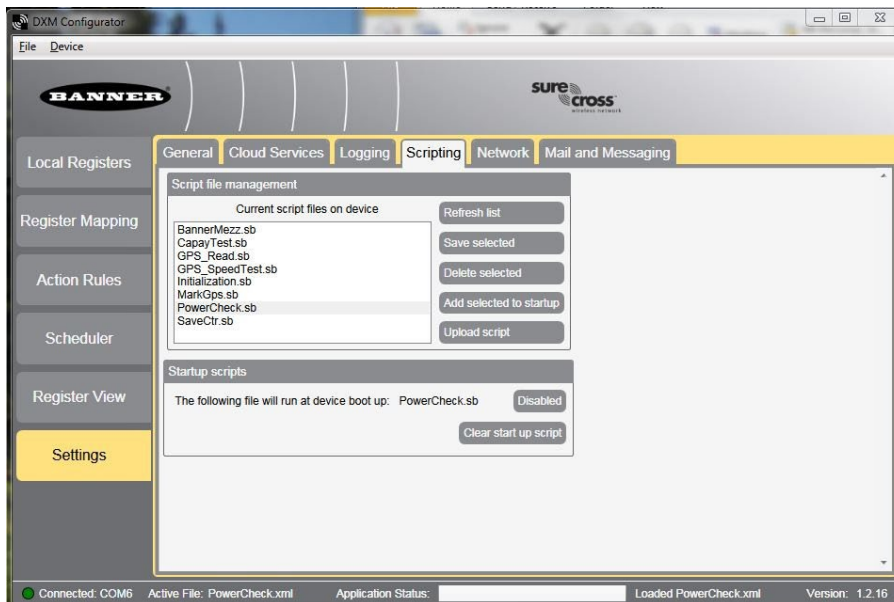 DXM Configurator
File Device
BANNER
sure cross
wireless network
Local Registers
Register Mapping
Action Rules
Scheduler
Register View
Settings
General Cloud Services Logging Scripting Network Mail and Messaging
Script file management
Current script files on device
BannerMezz.sb
CapayTest.sb
GPS_Read.sb
GPS_SpeedTest.sb
Initialization.sb
MarkGps.sb
PowerCheck.sb
SaveCtr.sb
Refresh list
Save selected
Delete selected
Add selected to startup
Upload script
Startup scripts
The following file will run at device boot up: PowerCheck.sb Disabled
Clear start up script
Connected: COM6 Active File: PowerCheck.xml Application Status: Loaded PowerCheck.xml Version: 1.2.16